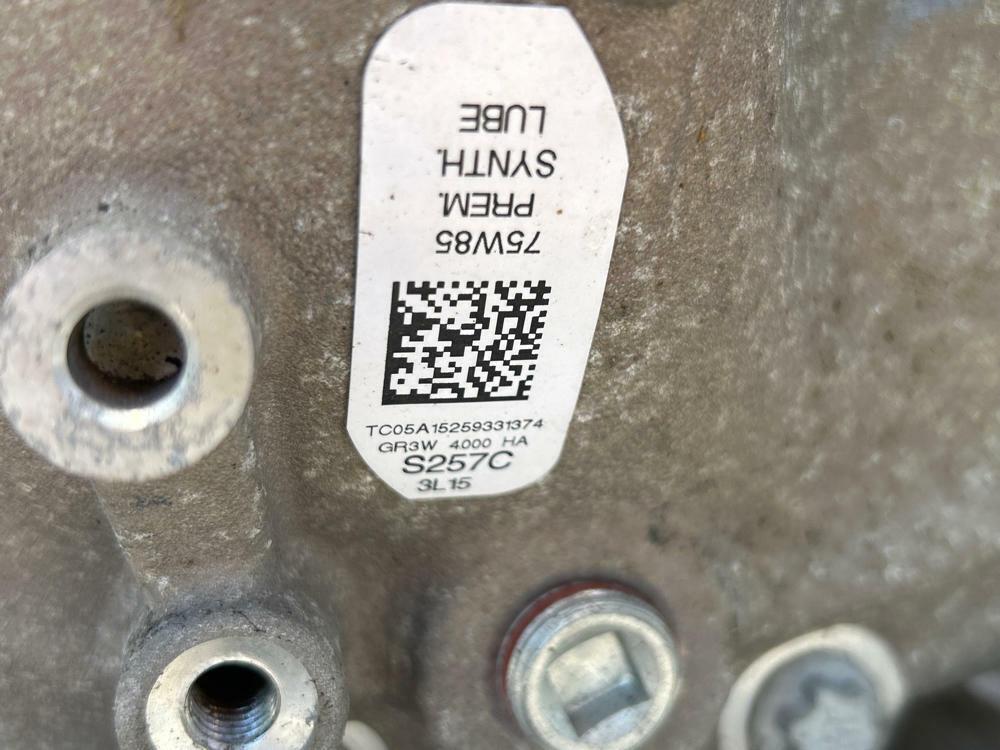 75W85
PREM.
SYNTH.
LUBE
TC05A15259331374
GR3W 4000 HA
S257C
3L15